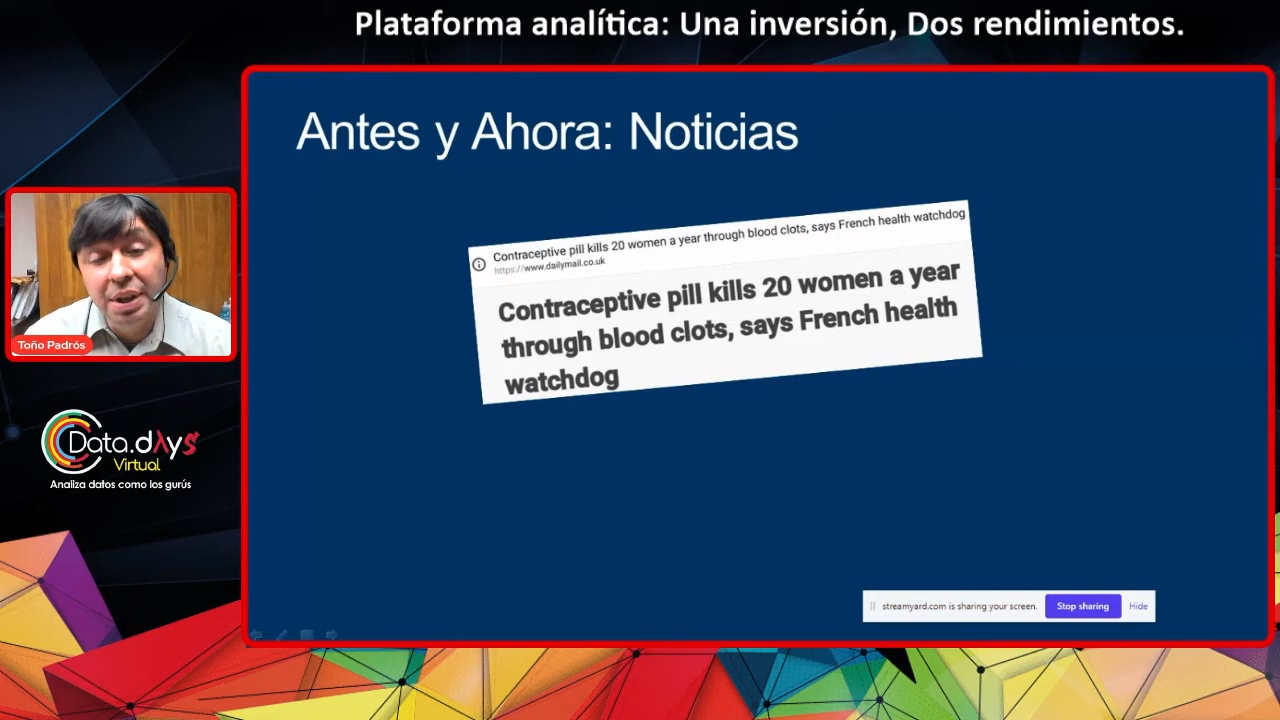 Plataforma analítica: Una inversión, Dos rendimientos.
Antes y Ahora: Noticias
Contraceptive pill kills 20 women a year through blood clots, says French health watchdog
https://www.dailymail.co.uk
Contraceptive pill kills 20 women a year
through blood clots, says French health
watchdog
Toño Padrós
Data.dAys
Virtual
Analiza datos como los gurús
streamyard.com is sharing your screen.
Stop sharing
Hide